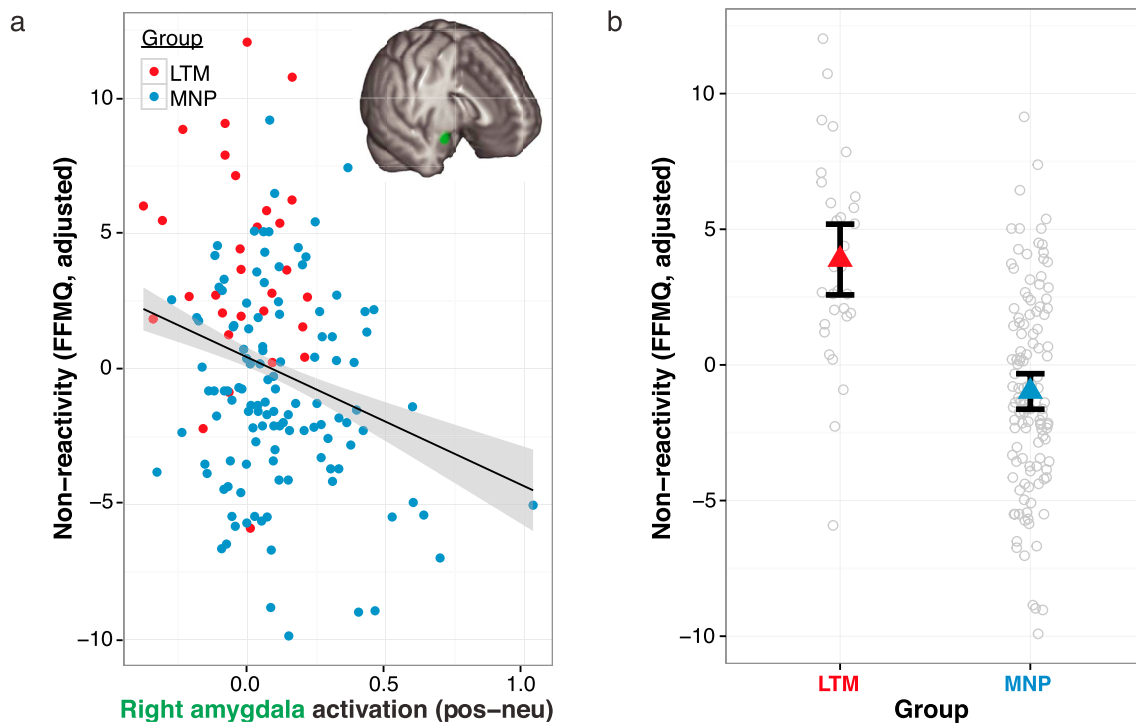 a
Group
LTM
MNP
10
5
0
−5
−10
Non−reactivity (FFMQ, adjusted)
0.0
0.5
1.0
Right amygdala activation (pos−neu)
b
10
5
0
−5
−10
Non−reactivity (FFMQ, adjusted)
LTM
MNP
Group